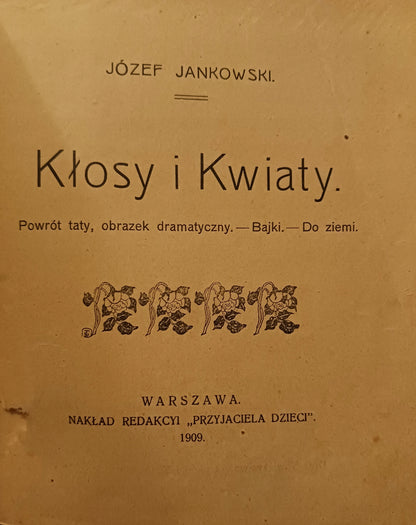 JÓZEF JANKOWSKI.
Kłosy i Kwiaty.
Powrót taty, obrazek dramatyczny. — Bajki. — Do ziemi.
WARSZAWA.
NAKŁAD REDAKCYI „PRZYJACIELA DZIECI”.
1909.